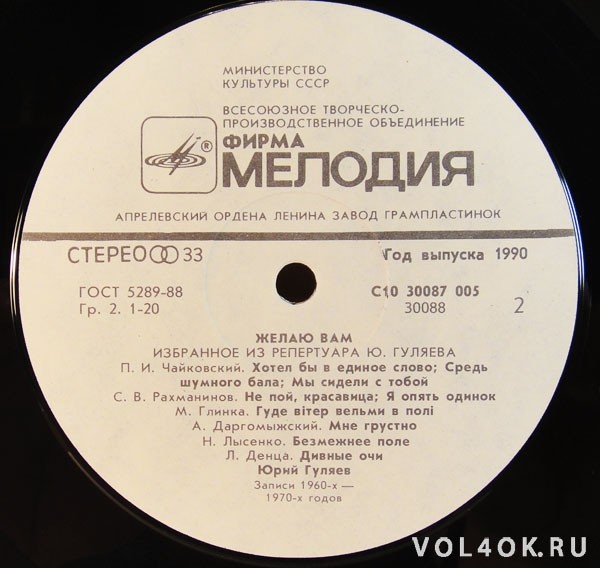 МИНИСТЕРСТВО
КУЛЬТУРЫ СССР
ВСЕСОЮЗНОЕ ТВОРЧЕСКО-
ПРОИЗВОДСТВЕННОЕ ОБЪЕДИНЕНИЕ
®
ФИРМА
МЕЛОДИЯ
АПРЕЛЕВСКИЙ ОРДЕНА ЛЕНИНА ЗАВОД ГРАМПЛАСТИНОК
СТЕРЕО 33 Год выпуска 1990
ГОСТ 5289-88 С10 30087 005
Гр. 2. 1-20 30088 2
ЖЕЛАЮ ВАМ
ИЗБРАННОЕ ИЗ РЕПЕРТУАРА Ю. ГУЛЯЕВА
П. И. Чайковский. Хотел бы в единое слово; Средь
шумного бала; Мы сидели с тобой
С. В. Рахманинов. Не пой, красавица; Я опять одинок
М. Глинка. Гуде вітер вельми в полі
А. Даргомыжский. Мне грустно
Н. Лысенко. Безмежнее поле
Л. Денца. Дивные очи
Юрий Гуляев
Записи 1960-х —
1970-х годов
VOL4OK.RU